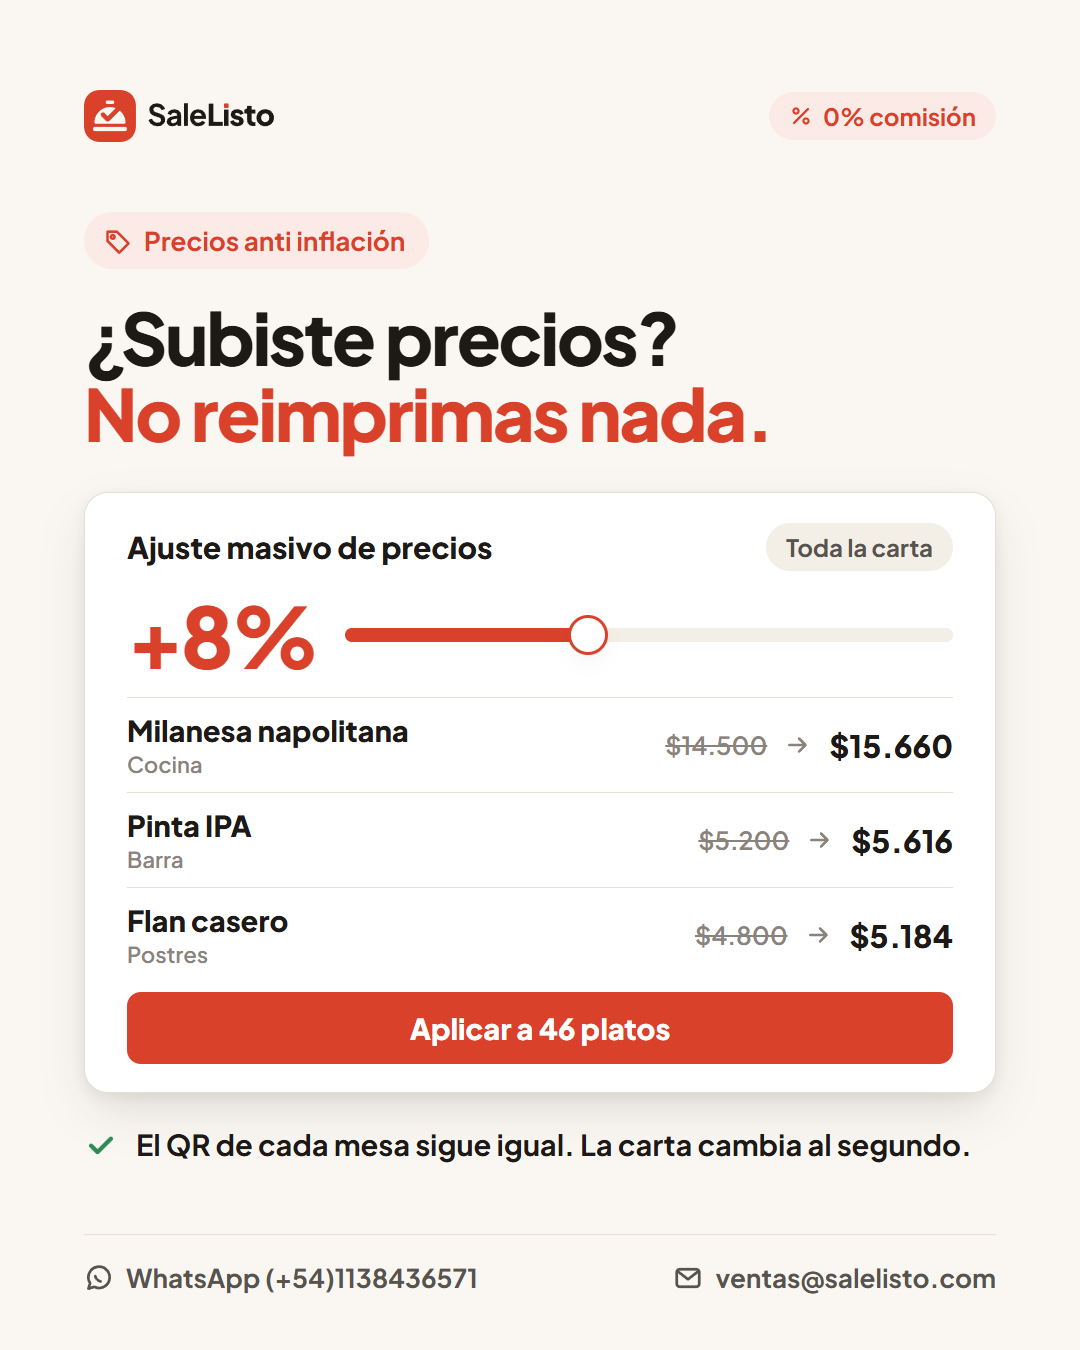 SaleListo
% 0% comisión
Precios anti inflación
¿Subiste precios?
No reimprimas nada.
Ajuste masivo de precios
Toda la carta
+8%
Milanesa napolitana
Cocina
$14.500 → $15.660
Pinta IPA
Barra
$5.200 → $5.616
Flan casero
Postres
$4.800 → $5.184
Aplicar a 46 platos
El QR de cada mesa sigue igual. La carta cambia al segundo.
WhatsApp (+54)1138436571
ventas@salelisto.com